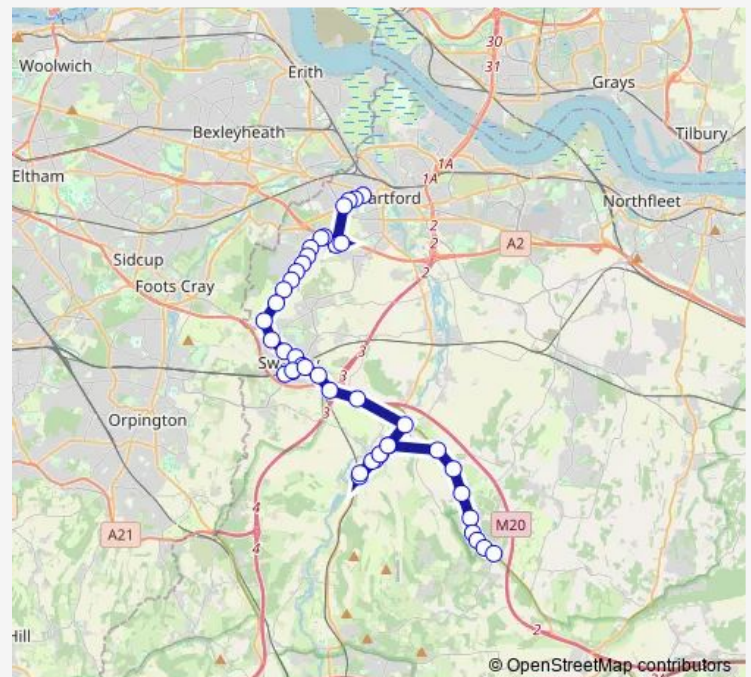 30
31
Woolwich
Erith
Grays
Bexleyheath
Tilbury
1A
Eltham
1A
artford
Northfleet
2
2
A2
Sidcup
2
Foots Cray
3
Sw
y
3
3
Orpington
4
M20
A21
4
4
Hill
2
© OpenStreetMap contributors